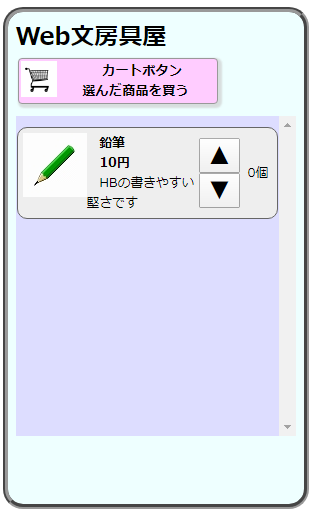 Web文房具屋
カートボタン
選んだ商品を買う
鉛筆
10円
HBの書きやすい
堅さです
▲
▼
0個